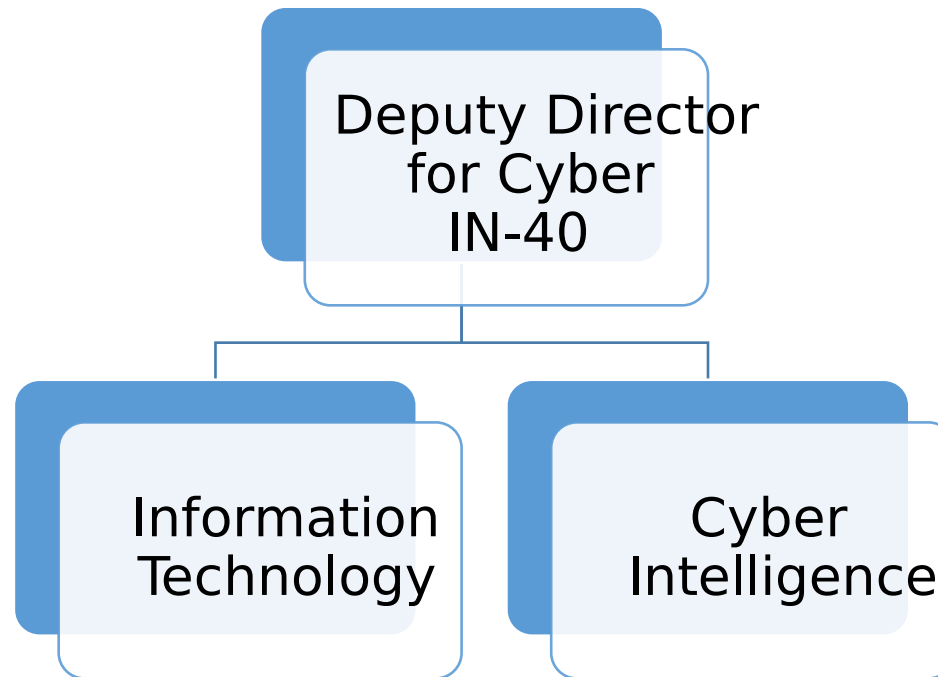 Deputy Director
for Cyber
IN-40
Information
Technology
Cyber
Intelligence